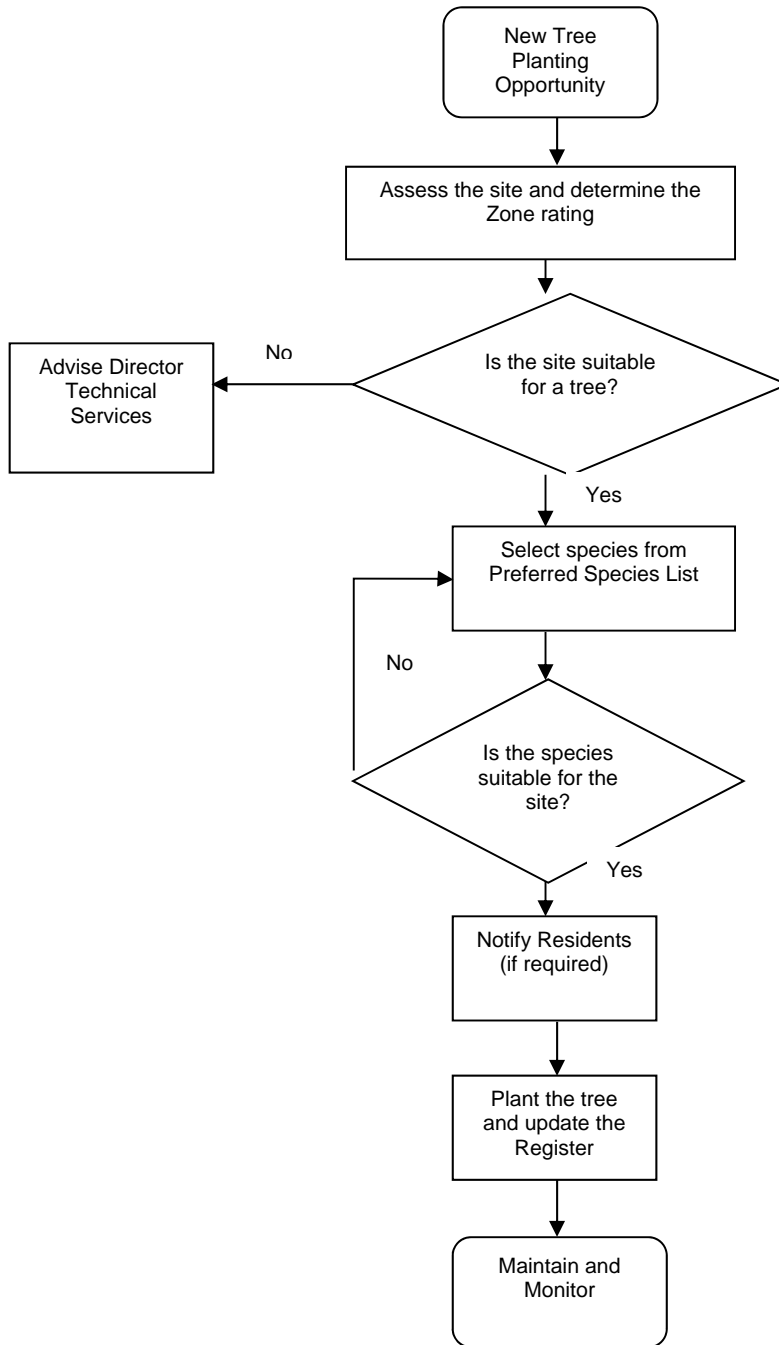 New Tree
Planting
Opportunity
Assess the site and determine the
Zone rating
Is the site suitable
for a tree?
No
Advise Director
Technical
Services
Yes
Select species from
Preferred Species List
No
Is the species
suitable for the
site?
Yes
Notify Residents
(if required)
Plant the tree
and update the
Register
Maintain and
Monitor